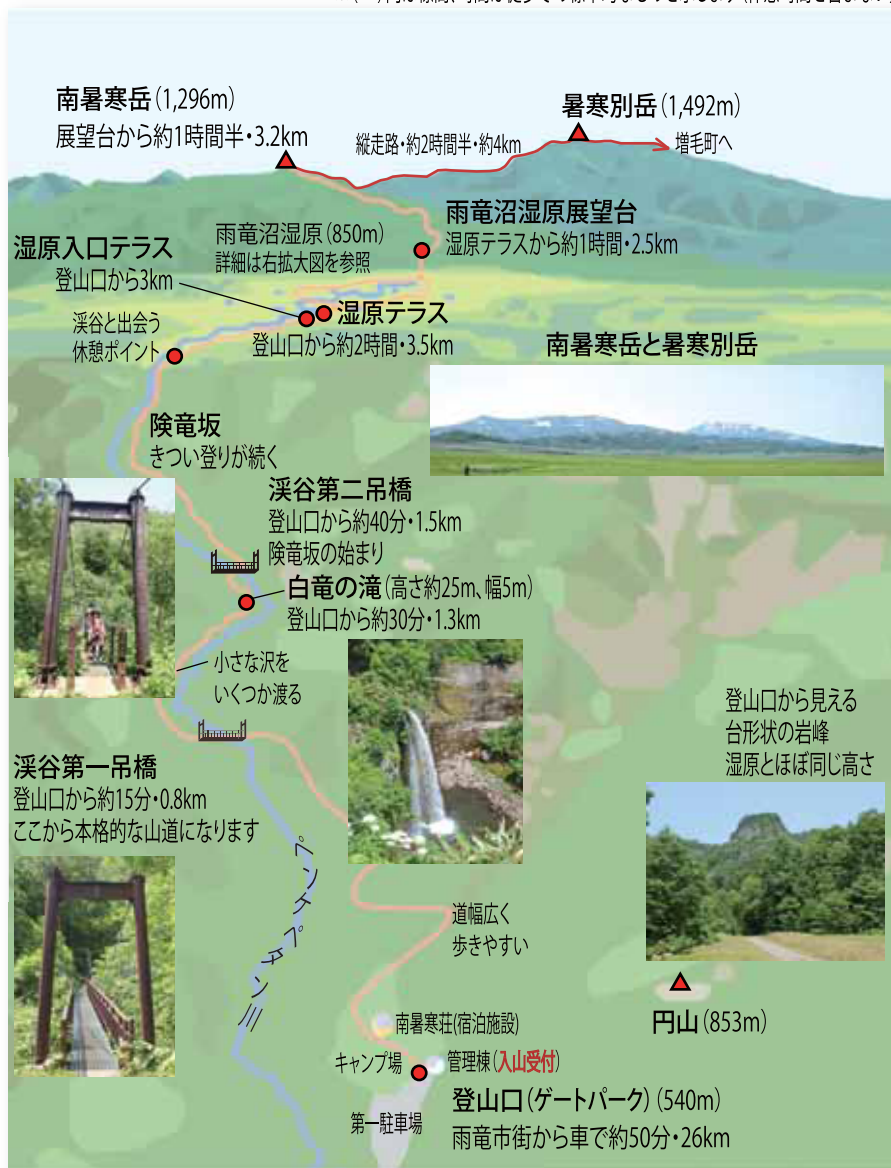 南暑寒岳(1,296m)
展望台から約1時間半・3.2km
暑寒別岳(1,492m)
縦走路・約2時間半・約4km
増毛町へ
雨竜沼湿原展望台
湿原テラスから約1時間・2.5km
雨竜沼湿原(850m)
詳細は右拡大図を参照
湿原入口テラス
登山口から3km
湿原テラス
登山口から約2時間・3.5km
渓谷と出会う
休憩ポイント
南暑寒岳と暑寒別岳
険竜坂
きつい登りが続く
渓谷第二吊橋
登山口から約40分・1.5km
険竜坂の始まり
白竜の滝(高さ約25m、幅5m)
登山口から約30分・1.3km
小さな沢を
いくつか渡る
登山口から見える
台形状の岩峰
湿原とほぼ同じ高さ
渓谷第一吊橋
登山口から約15分・0.8km
ここから本格的な山道になります
ペンケペタン川
道幅広く
歩きやすい
円山(853m)
南暑寒荘(宿泊施設)
キャンプ場
管理棟(入山受付)
登山口(ゲートパーク)(540m)
雨竜市街から車で約50分・26km
第一駐車場